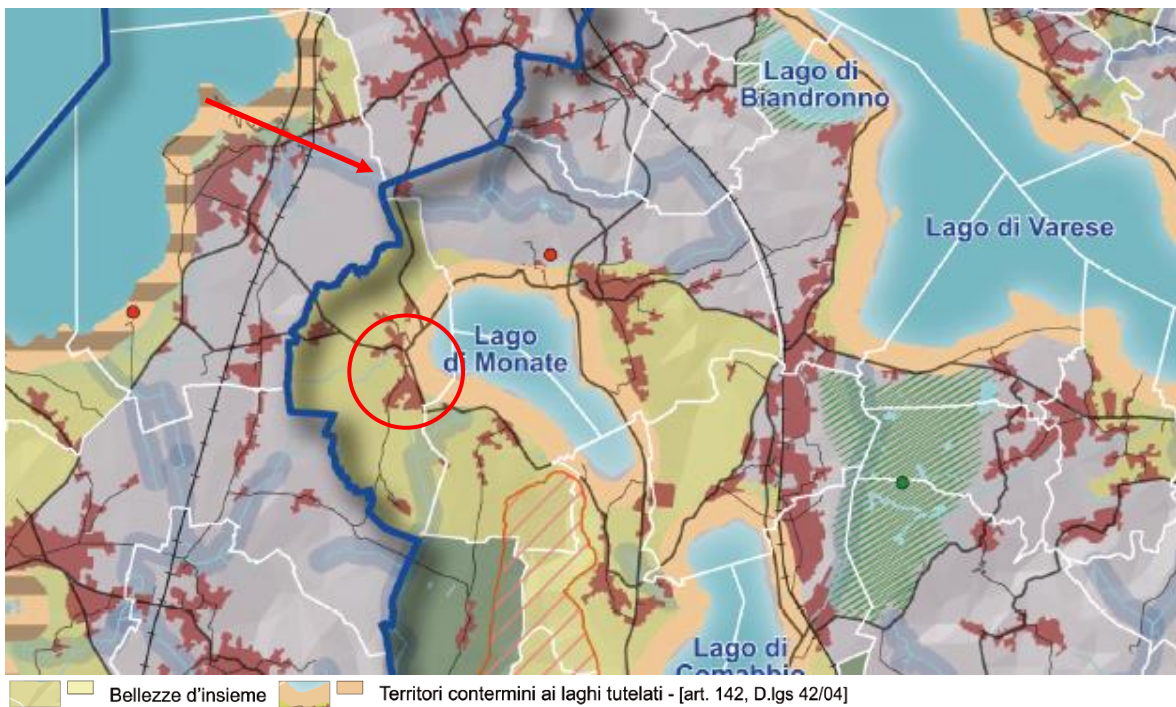 Lago di
Biandronno
Lago di Varese
Lago
di Monate
Lago di
Comabbio
Bellezze d'insieme
Territori contermini ai laghi tutelati - [art. 142, D.lgs 42/04]